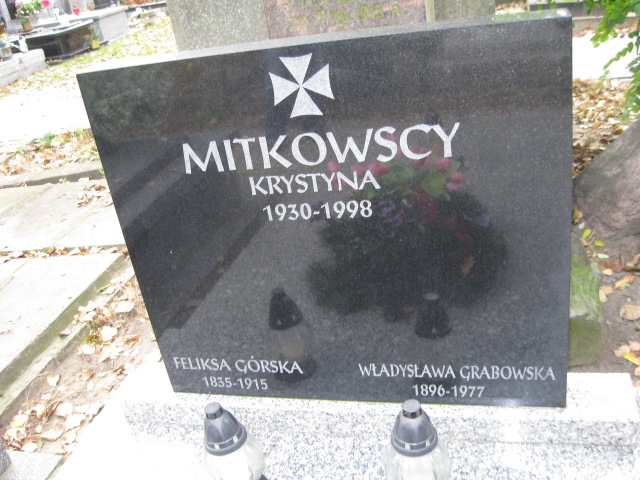 MITKOWSCY
KRYSTYNA
1930-1998
FELIKSA GÓRSKA
1835-1915
WŁADYSŁAWA GRABOWSKA
1896-1977